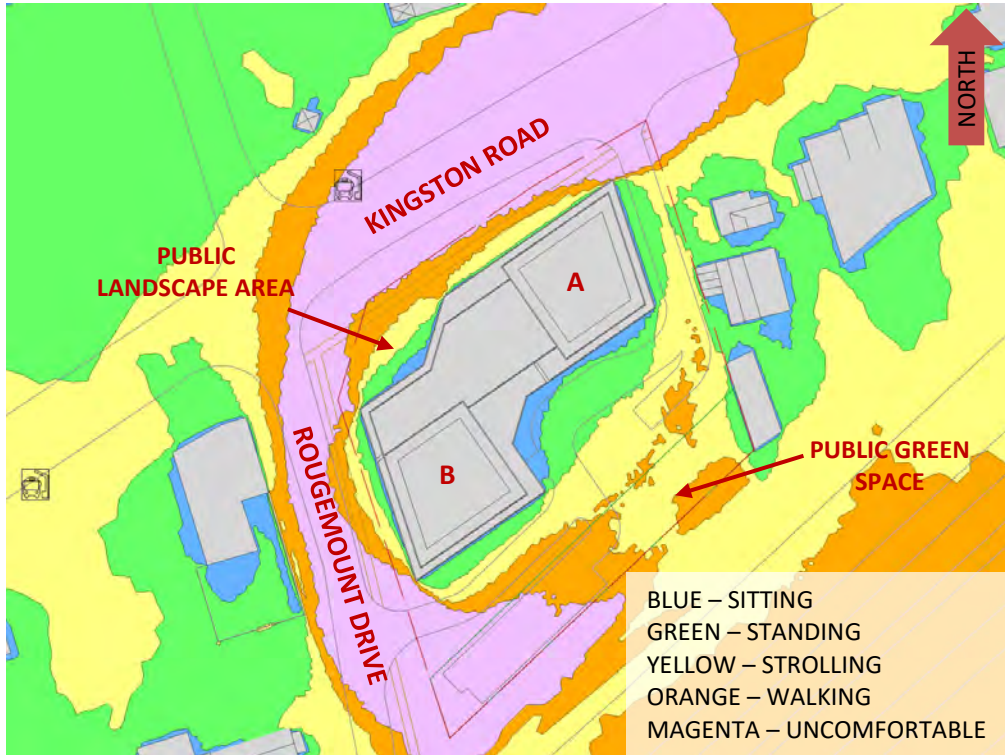 NORTH
KINGSTON ROAD
PUBLIC
LANDSCAPE AREA
A
B
ROUGEMOUNT DRIVE
PUBLIC GREEN
SPACE
BLUE – SITTING
GREEN – STANDING
YELLOW – STROLLING
ORANGE – WALKING
MAGENTA – UNCOMFORTABLE